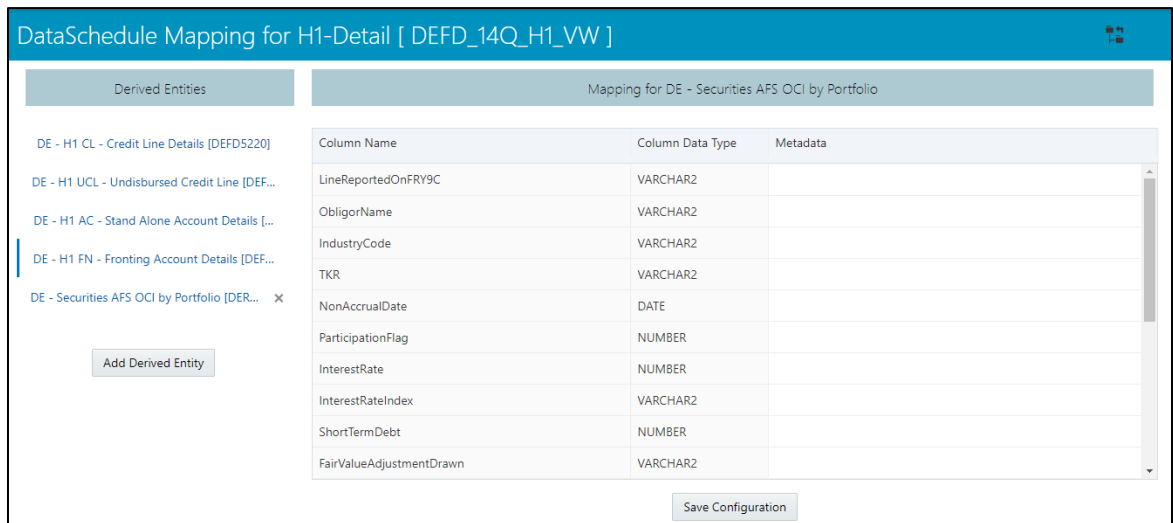 DataSchedule Mapping for H1-Detail [ DEFD_14Q_H1_VW ]
Derived Entities
DE - H1 CL - Credit Line Details [DEFD5220]
DE - H1 UCL - Undisbursed Credit Line [DEF...
DE - H1 AC - Stand Alone Account Details [...
DE - H1 FN - Fronting Account Details [DEF...
DE - Securities AFS OCI by Portfolio [DER... ×
Add Derived Entity
Mapping for DE - Securities AFS OCI by Portfolio
Column Name Column Data Type Metadata
LineReportedOnFRY9C VARCHAR2
ObligorName VARCHAR2
IndustryCode VARCHAR2
TKR VARCHAR2
NonAccrualDate DATE
ParticipationFlag NUMBER
InterestRate NUMBER
InterestRateIndex VARCHAR2
ShortTermDebt NUMBER
FairValueAdjustmentDrawn VARCHAR2
Save Configuration